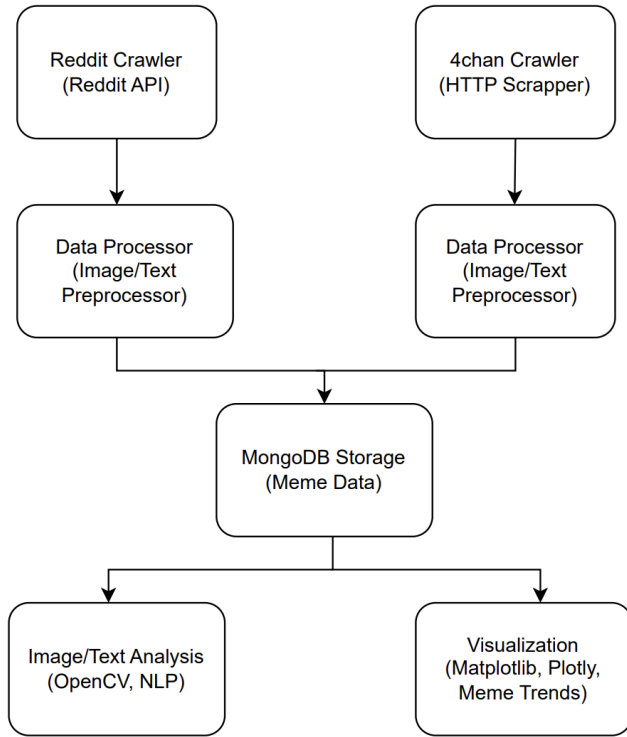 Reddit Crawler
(Reddit API)
4chan Crawler
(HTTP Scrapper)
Data Processor
(Image/Text
Preprocessor)
Data Processor
(Image/Text
Preprocessor)
MongoDB Storage
(Meme Data)
Image/Text Analysis
(OpenCV, NLP)
Visualization
(Matplotlib, Plotly,
Meme Trends)